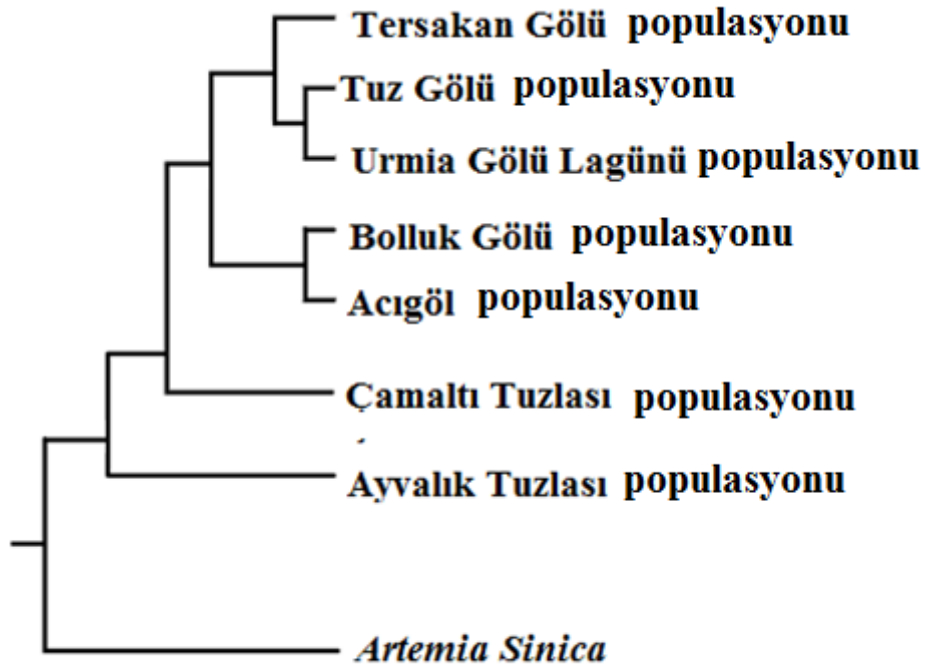 Tersakan Gölü populasyonu
Tuz Gölü populasyonu
Urmia Gölü Lagünü populasyonu
Bolluk Gölü populasyonu
Acıgöl populasyonu
Çamaltı Tuzlası populasyonu
Ayvalık Tuzlası populasyonu
Artemia Sinica